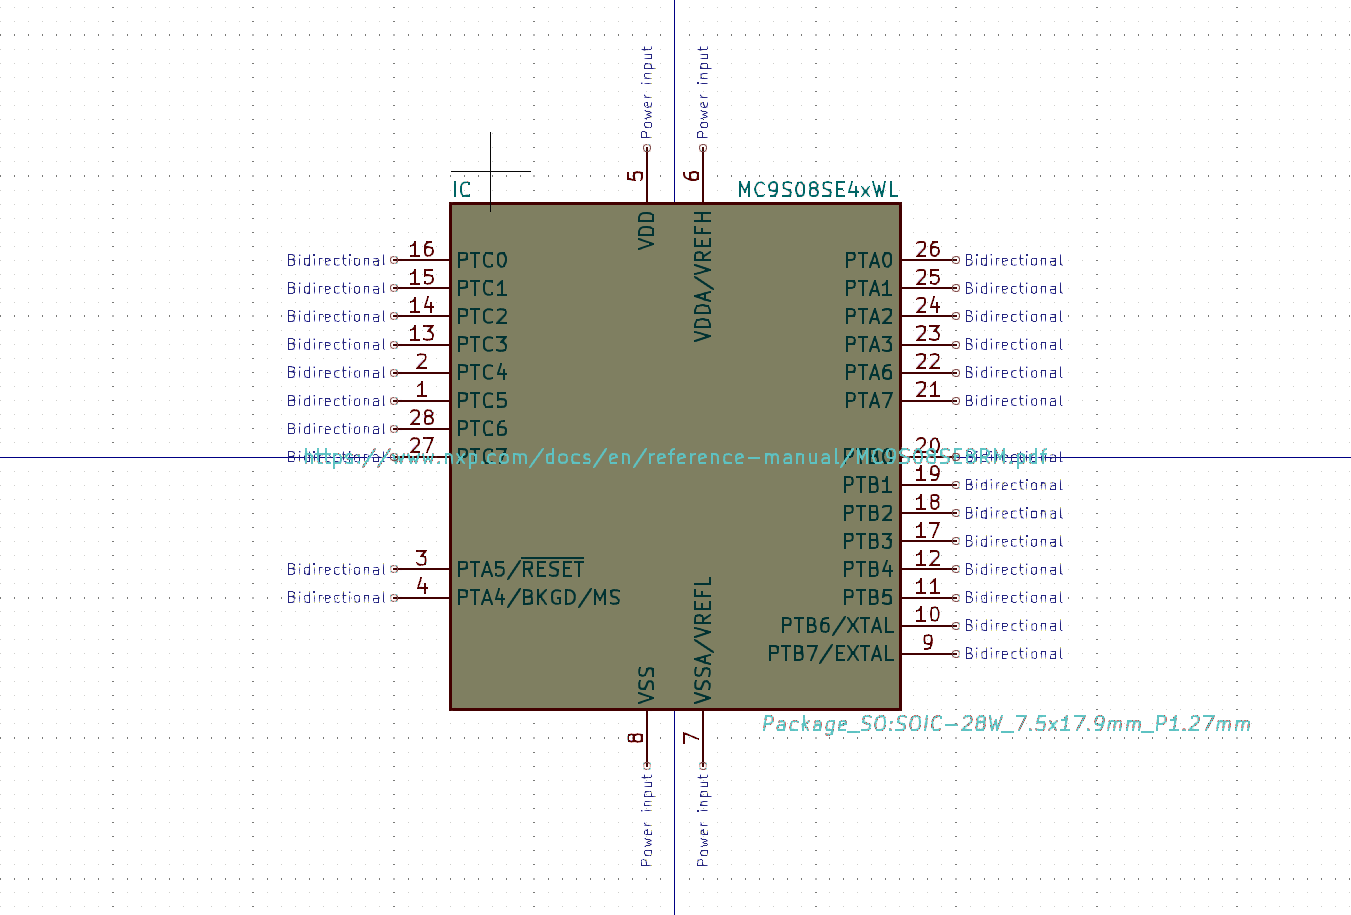 Power input
Power input
5
6
IC
MC9S08SE4xWL
VDD
VDDA/VREFH
Bidirectional 16 PTC0
PTA0 26 Bidirectional
Bidirectional 15 PTC1
PTA1 25 Bidirectional
Bidirectional 14 PTC2
PTA2 24 Bidirectional
Bidirectional 13 PTC3
PTA3 23 Bidirectional
Bidirectional 2 PTC4
PTA6 22 Bidirectional
Bidirectional 1 PTC5
PTA7 21 Bidirectional
Bidirectional 28 PTC6
Bidirectional 27 PTC7
20
https://www.nxp.com/docs/en/reference-manual/MC9S08SE8RM.pdf
PTB1 19 Bidirectional
PTB2 18 Bidirectional
PTB3 17 Bidirectional
Bidirectional 3 PTA5/RESET
PTB4 12 Bidirectional
Bidirectional 4 PTA4/BKGD/MS
PTB5 11 Bidirectional
PTB6/XTAL 10 Bidirectional
PTB7/EXTAL 9 Bidirectional
VSS
VSSA/VREFL
Package_SO:SOIC-28W_7.5x17.9mm_P1.27mm
8
7
Power input
Power input